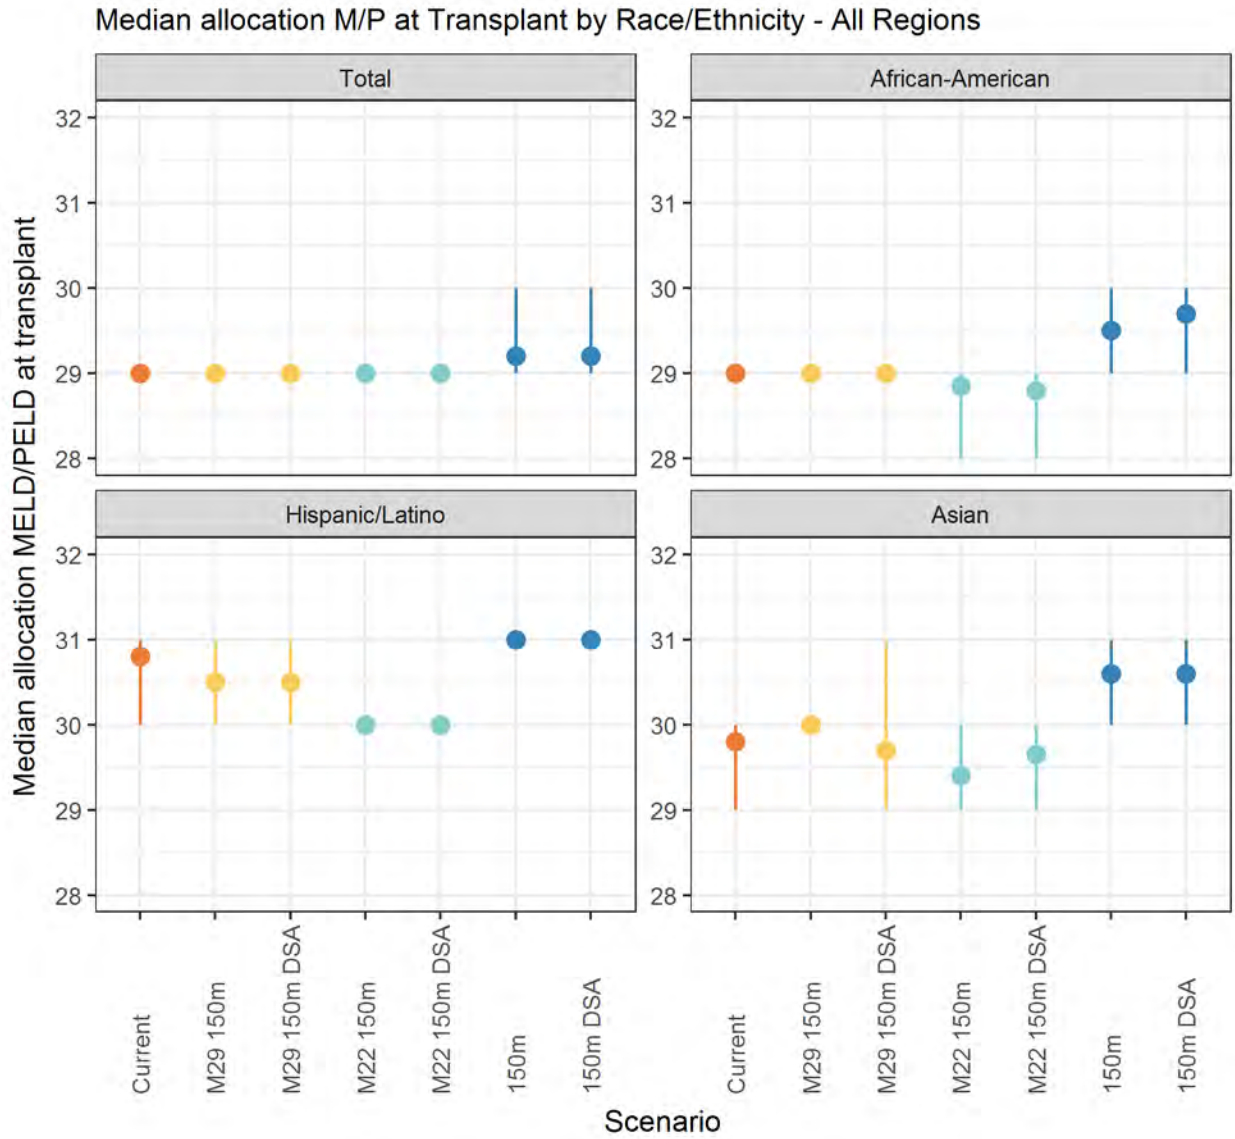 Median allocation M/P at Transplant by Race/Ethnicity - All Regions
Total
African-American
32
31
30
29
28
32
31
30
29
28
Hispanic/Latino
Asian
32
31
30
29
28
32
31
30
29
28
Median allocation MELD/PELD at transplant
Current
M29 150m
M29 150m DSA
M22 150m
M22 150m DSA
150m
150m DSA
Current
M29 150m
M29 150m DSA
M22 150m
M22 150m DSA
150m
150m DSA
Scenario